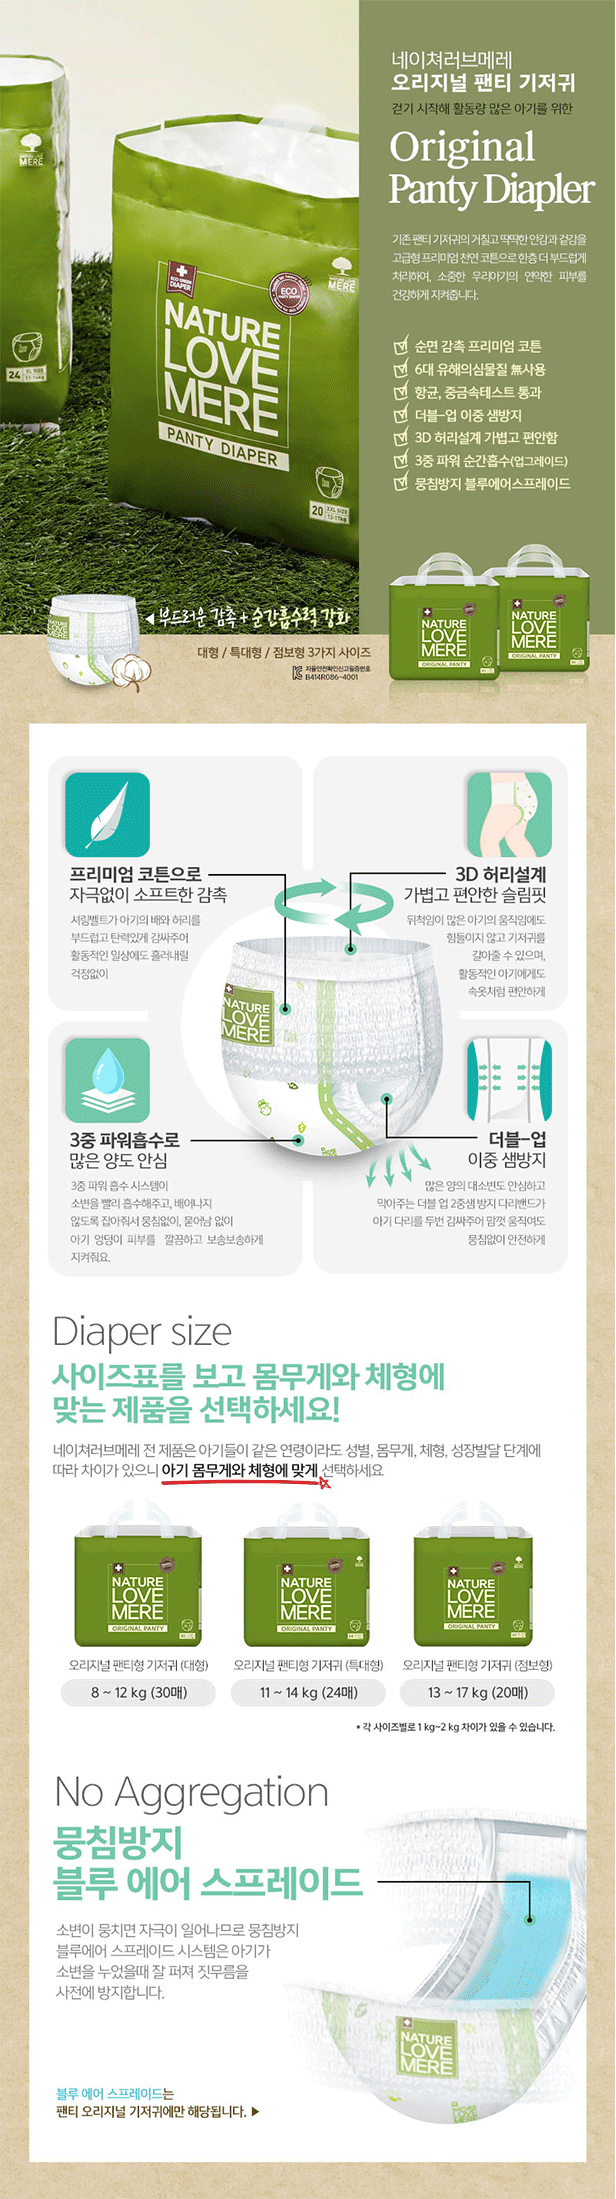 네이쳐러브메레
오리지널 팬티 기저귀
걷기 시작해 활동량 많은 아기를 위한
Original
Panty Diapler
기존 팬티 기저귀의 거칠고 딱딱한 안감과 겉감을
고급형 프리미엄 천연 코튼으로 한층 더 부드럽게
처리하여, 소중한 우리아기의 연약한 피부를
건강하게 지켜줍니다.
순면 감촉 프리미엄 코튼
6대 유해의심물질 無사용
항균, 중금속테스트 통과
더블-업 이중 샘방지
3D 허리설계 가볍고 편안함
3중 파워 순간흡수(업그레이드)
뭉침방지 블루에어스프레이드
NATURE LOVE
MERE
24 XL SIZE
11-14kg
ECO-SHEEN
DIAPER
ECO
PANTY DIAPER
MERE
NATURE
LOVE
MERE
PANTY DIAPER
20 XXL SIZE
13-17kg
NATURE
LOVE
MERE
◀ 부드러운 감촉 + 순간흡수력 강화
대형 / 특대형 / 점보형 3가지 사이즈
자율안전확인신고필증번호
B414R086-4001
NATURE
LOVE
MERE
ORIGINAL PANTY
NATURE
LOVE
MERE
ORIGINAL PANTY
프리미엄 코튼으로
자극없이 소프트한 감촉
셔링벨트가 아기의 배와 허리를
부드럽고 탄력있게 감싸주어
활동적인 일상에도 흘러내릴
걱정없이
3D 허리설계
가볍고 편안한 슬림핏
뒤척임이 많은 아기의 움직임에도
힘들이지 않고 기저귀를
갈아줄 수 있으며,
활동적인 아기에게도
속옷처럼 편안하게
NATURE
LOVE
MERE
3중 파워흡수로
많은 양도 안심
3중 파워 흡수 시스템이
소변을 빨리 흡수해주고, 배어나지
않도록 잡아줘서 뭉침없이, 묻어남 없이
아기 엉덩이 피부를 깔끔하고 보송보송하게
지켜줘요.
더블-업
이중 샘방지
많은 양의 대소변도 안심하고
막아주는 더블 업 2중샘 방지 다리밴드가
아기 다리를 두번 감싸주어 맘껏 움직여도
뭉침없이 안전하게
Diaper size
사이즈표를 보고 몸무게와 체형에
맞는 제품을 선택하세요!
네이쳐러브메레 전 제품은 아기들이 같은 연령이라도 성별, 몸무게, 체형, 성장발달 단계에
따라 차이가 있으니 아기 몸무게와 체형에 맞게 선택하세요
NATURE
LOVE
MERE
ORIGINAL PANTY
NATURE
LOVE
MERE
ORIGINAL PANTY
NATURE
LOVE
MERE
ORIGINAL PANTY
오리지널 팬티형 기저귀 (대형)
8 ~ 12 kg (30매)
오리지널 팬티형 기저귀 (특대형)
11 ~ 14 kg (24매)
오리지널 팬티형 기저귀 (점보형)
13 ~ 17 kg (20매)
* 각 사이즈별로 1 kg~2 kg 차이가 있을 수 있습니다.
No Aggregation
뭉침방지
블루 에어 스프레이드
소변이 뭉치면 자극이 일어나므로 뭉침방지
블루에어 스프레이드 시스템은 아기가
소변을 누었을때 잘 퍼져 짓무름을
사전에 방지합니다.
NATURE
LOVE
MERE
블루 에어 스프레이드는
팬티 오리지널 기저귀에만 해당됩니다. ▶